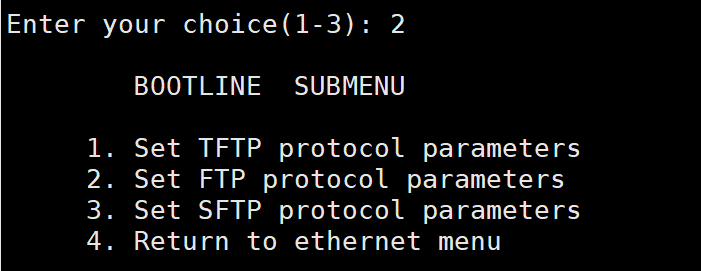 Enter your choice(1-3): 2
BOOTLINE  SUBMENU
1. Set TFTP protocol parameters
2. Set FTP protocol parameters
3. Set SFTP protocol parameters
4. Return to ethernet menu